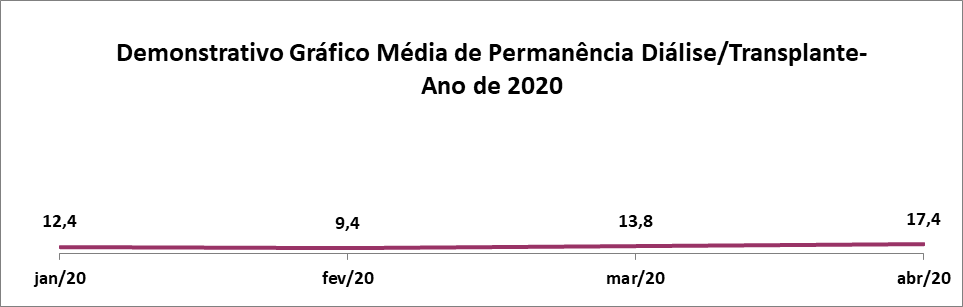 Demonstrativo Gráfico Média de Permanência Diálise/Transplante-
Ano de 2020
12,4 9,4 13,8 17,4
jan/20 fev/20 mar/20 abr/20